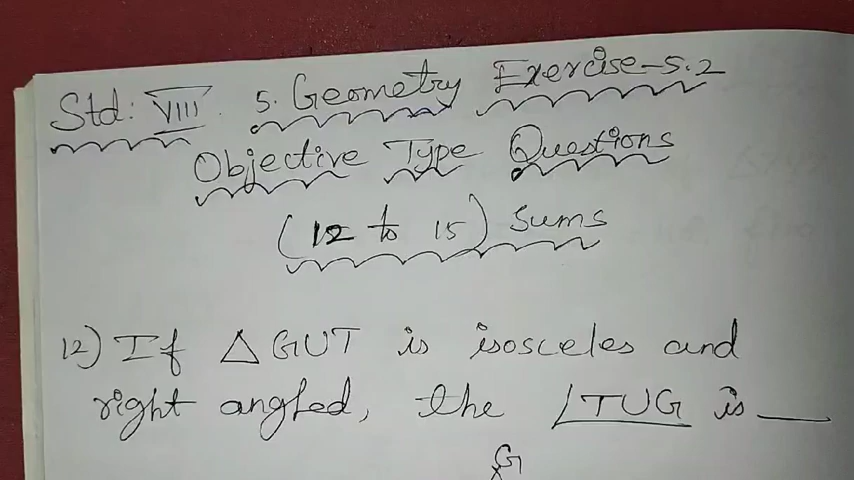 Std: VIII 5. Geometry Exercise-5.2
Objective Type Questions
(12 to 15) Sums
12) If △GUT is isosceles and
right angled, the ∠TUG is ___
G